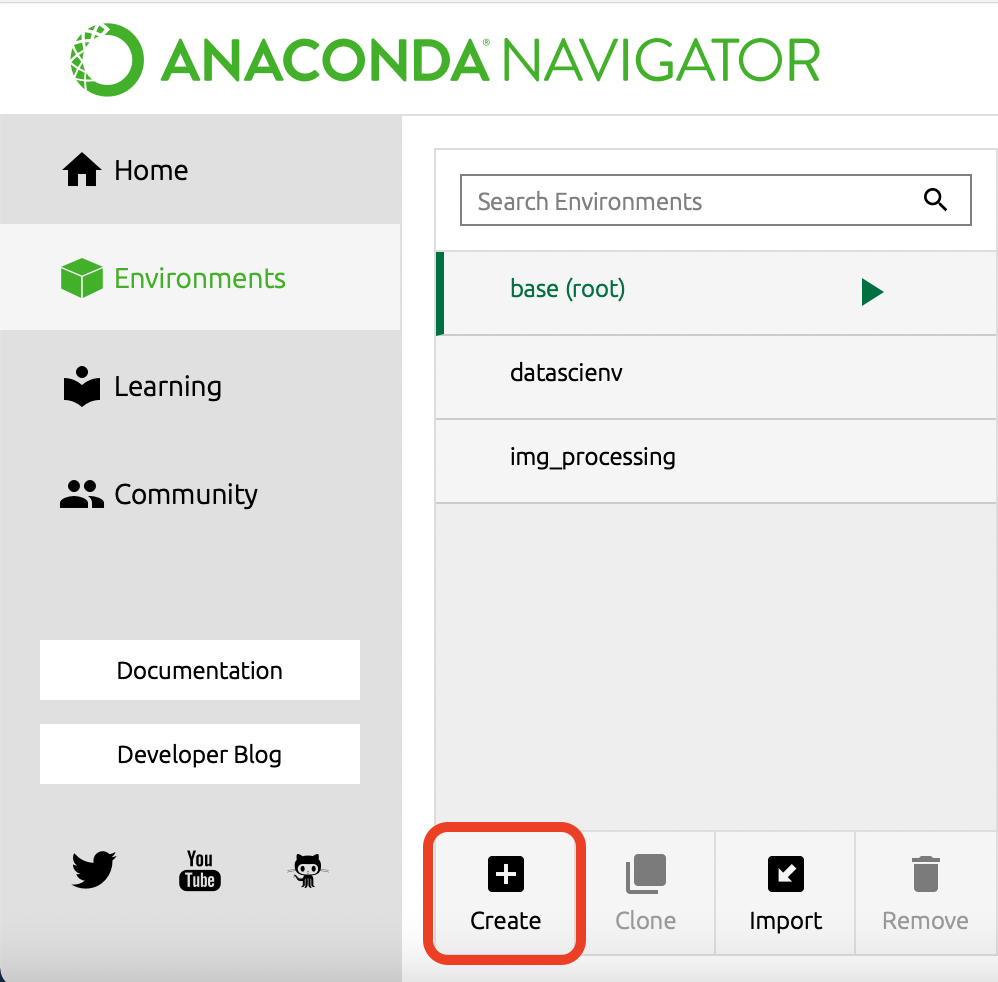 ANACONDA® NAVIGATOR
Home
Environments
Learning
Community
Documentation
Developer Blog
You
Tube
Search Environments
base (root)
datascienv
img_processing
Create
Clone
Import
Remove